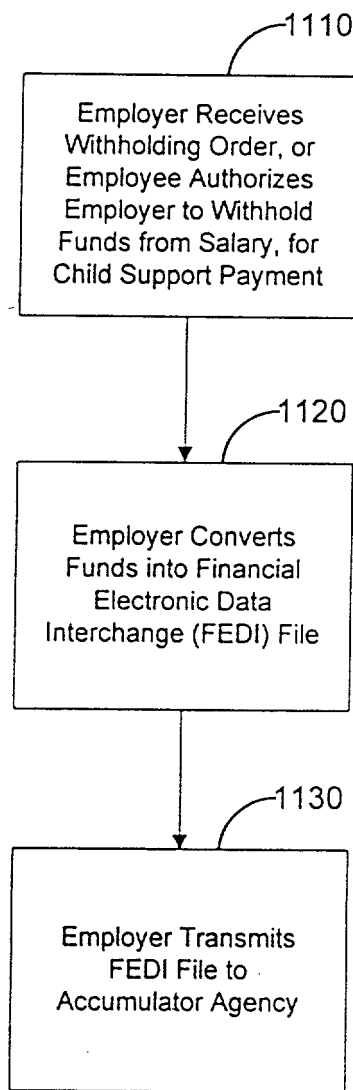 1110
Employer Receives
Withholding Order, or
Employee Authorizes
Employer to Withhold
Funds from Salary, for
Child Support Payment
1120
Employer Converts
Funds into Financial
Electronic Data
Interchange (FEDI) File
1130
Employer Transmits
FEDI File to
Accumulator Agency